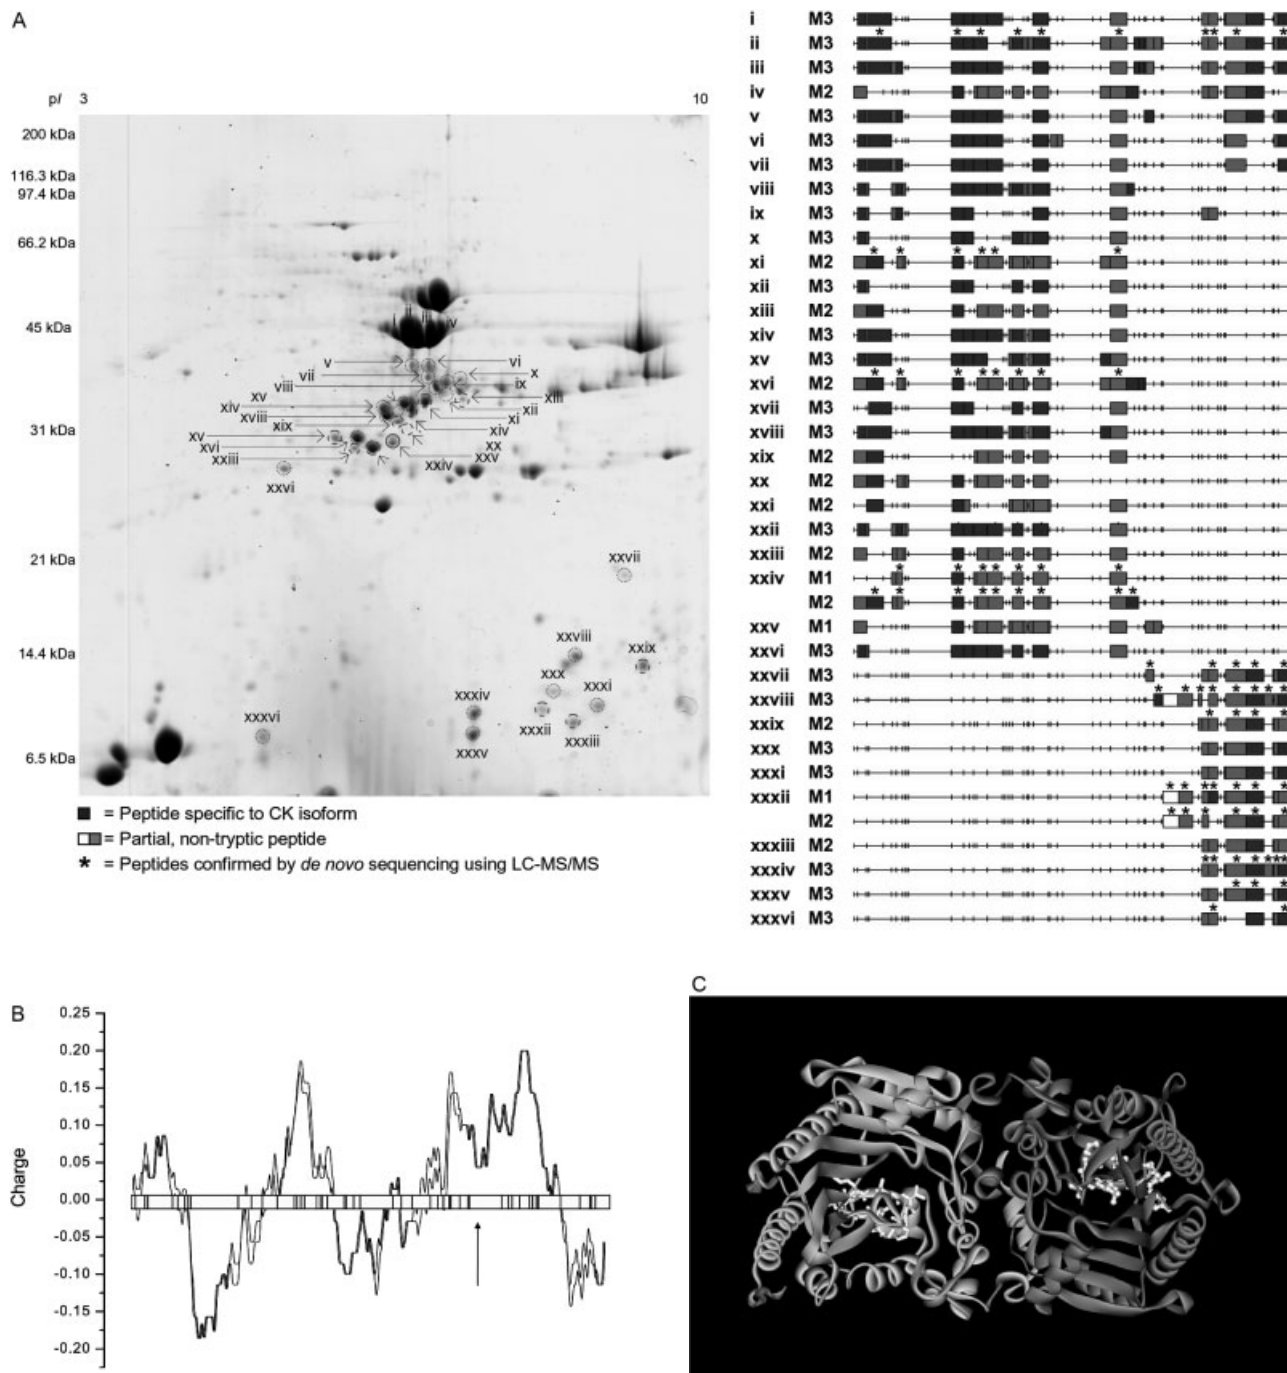 A
pI 3 10
200 kDa
116.3 kDa
97.4 kDa
66.2 kDa
45 kDa
31 kDa
21 kDa
14.4 kDa
6.5 kDa
v
vi
vii
x
viii
ix
xv
xiii
xiv
xii
xviii
xi
xix
xiv
xv
xx
xvi
xxv
xxiii
xxiv
xxvi
xxvii
xxviii
xxix
xxx
xxxi
xxxiv
xxxii
xxxiii
xxxv
xxxvi
= Peptide specific to CK isoform
= Partial, non-tryptic peptide
* = Peptides confirmed by de novo sequencing using LC-MS/MS
i M3
ii M3
iii M3
iv M2
v M3
vi M3
vii M3
viii M3
ix M3
x M3
xi M2
xii M3
xiii M2
xiv M3
xv M3
xvi M2
xvii M3
xviii M3
xix M2
xx M2
xxi M2
xxii M3
xxiii M2
xxiv M1
M2
xxv M1
xxvi M3
xxvii M3
xxviii M3
xxix M2
xxx M3
xxxi M3
xxxii M1
M2
xxxiii M2
xxxiv M3
xxxv M3
xxxvi M3
B
Charge
0.25
0.20
0.15
0.10
0.05
0.00
-0.05
-0.10
-0.15
-0.20
C